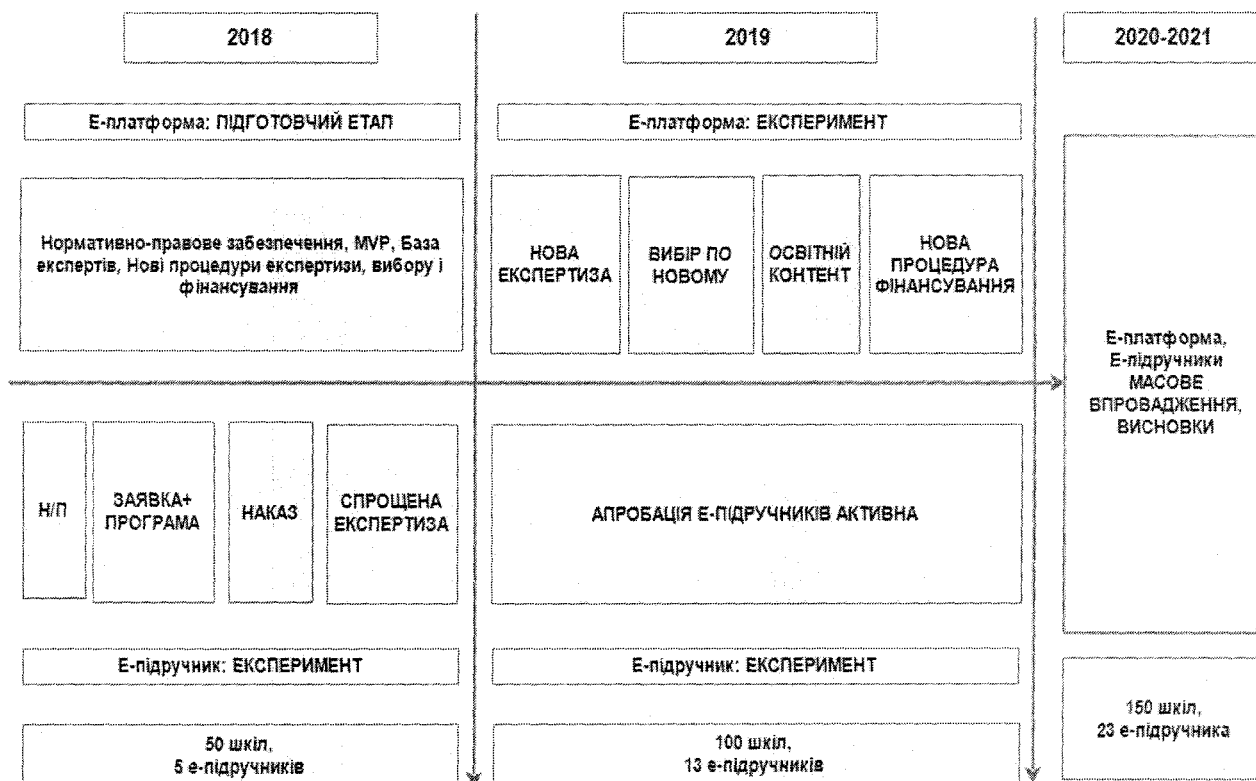 2018
2019
2020-2021
Е-платформа: ПІДГОТОВЧИЙ ЕТАП
Е-платформа: ЕКСПЕРИМЕНТ
Нормативно-правове забезпечення, MVP, База
експертів, Нові процедури експертизи, вибору і
фінансування
НОВА
ЕКСПЕРТИЗА
ВИБІР ПО
НОВОМУ
ОСВІТНІЙ
КОНТЕНТ
НОВА
ПРОЦЕДУРА
ФІНАНСУВАННЯ
Е-платформа,
Е-підручники
МАСОВЕ
ВПРОВАДЖЕННЯ,
ВИСНОВКИ
Н/П
ЗАЯВКА+
ПРОГРАМА
НАКАЗ
СПРОЩЕНА
ЕКСПЕРТИЗА
АПРОБАЦІЯ Е-ПІДРУЧНИКІВ АКТИВНА
Е-підручник: ЕКСПЕРИМЕНТ
Е-підручник: ЕКСПЕРИМЕНТ
50 шкіл,
5 е-підручників
100 шкіл,
13 е-підручників
150 шкіл,
23 е-підручника